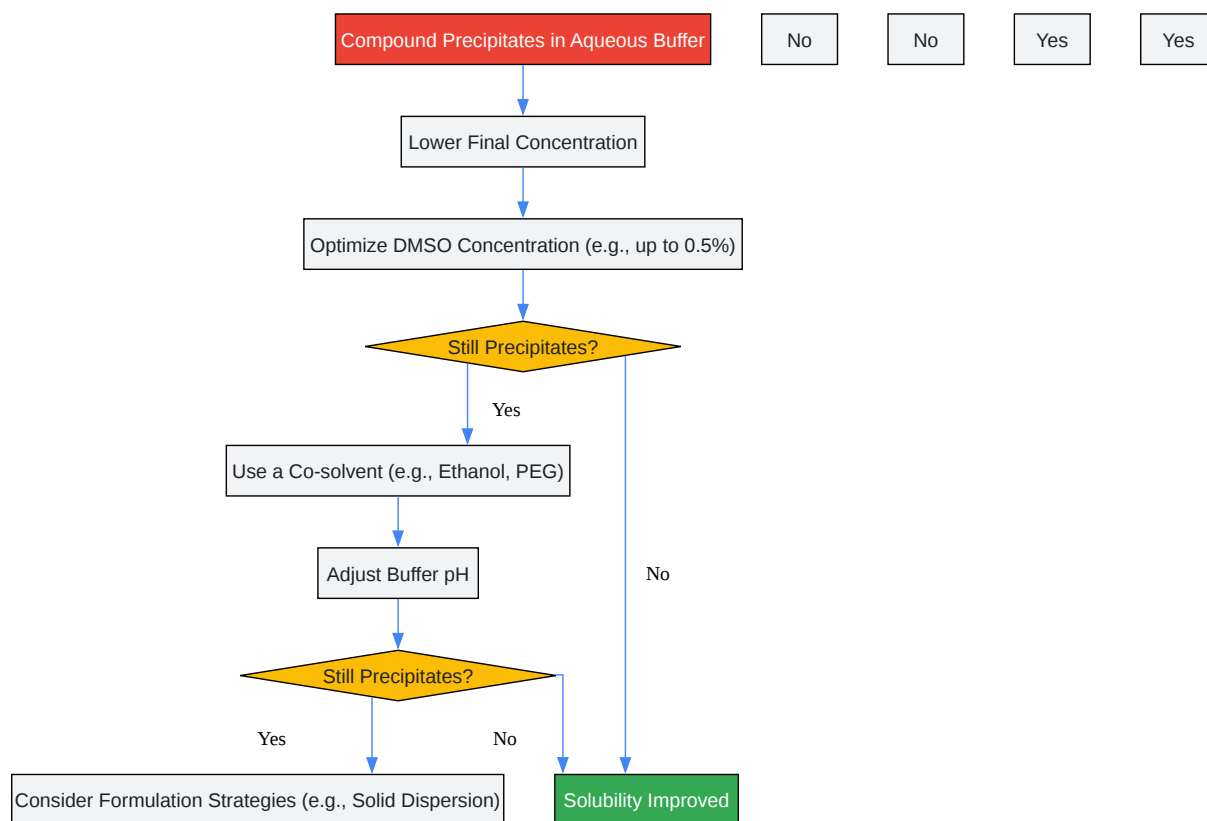 Compound Precipitates in Aqueous Buffer
No
No
Yes
Yes
Lower Final Concentration
Optimize DMSO Concentration (e.g., up to 0.5%)
Still Precipitates?
Yes
Use a Co-solvent (e.g., Ethanol, PEG)
Adjust Buffer pH
No
Still Precipitates?
Yes
No
Consider Formulation Strategies (e.g., Solid Dispersion)
Solubility Improved